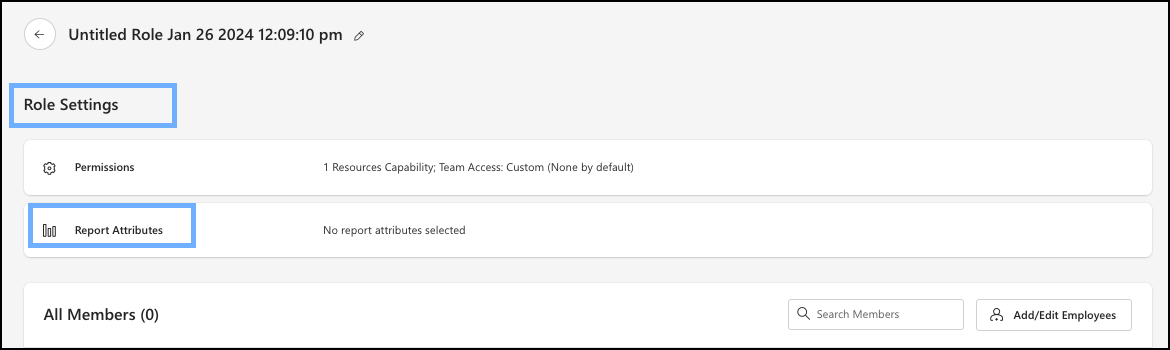 Untitled Role Jan 26 2024 12:09:10 pm
Role Settings
Permissions 1 Resources Capability; Team Access: Custom (None by default)
Report Attributes No report attributes selected
All Members (0) Search Members Add/Edit Employees